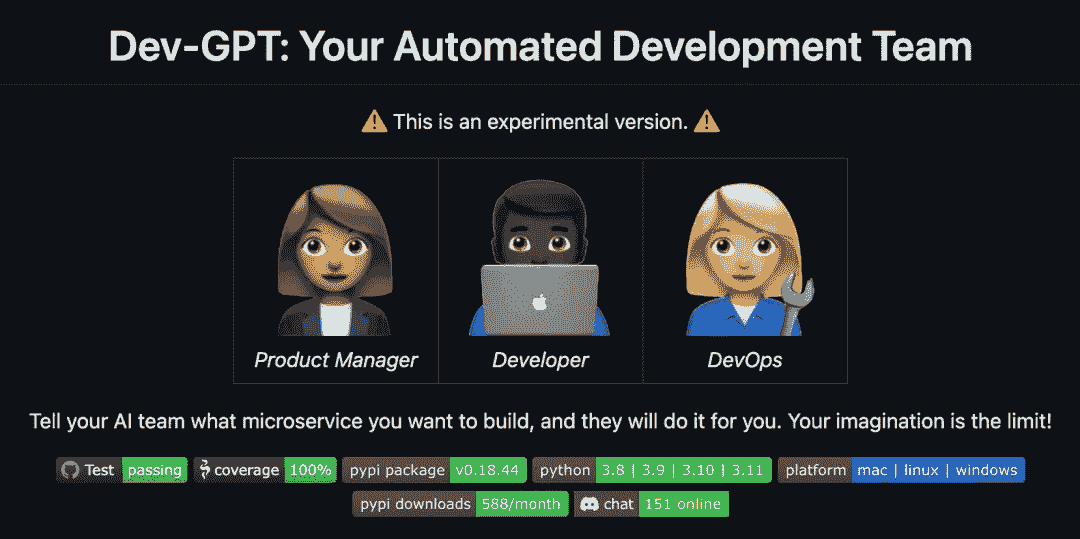 Dev-GPT: Your Automated Development Team
This is an experimental version.
Product Manager Developer DevOps
Tell your AI team what microservice you want to build, and they will do it for you. Your imagination is the limit!
Test passing coverage 100% pypi package v0.18.44 python 3.8 | 3.9 | 3.10 | 3.11 platform mac | linux | windows
pypi downloads 588/month chat 151 online